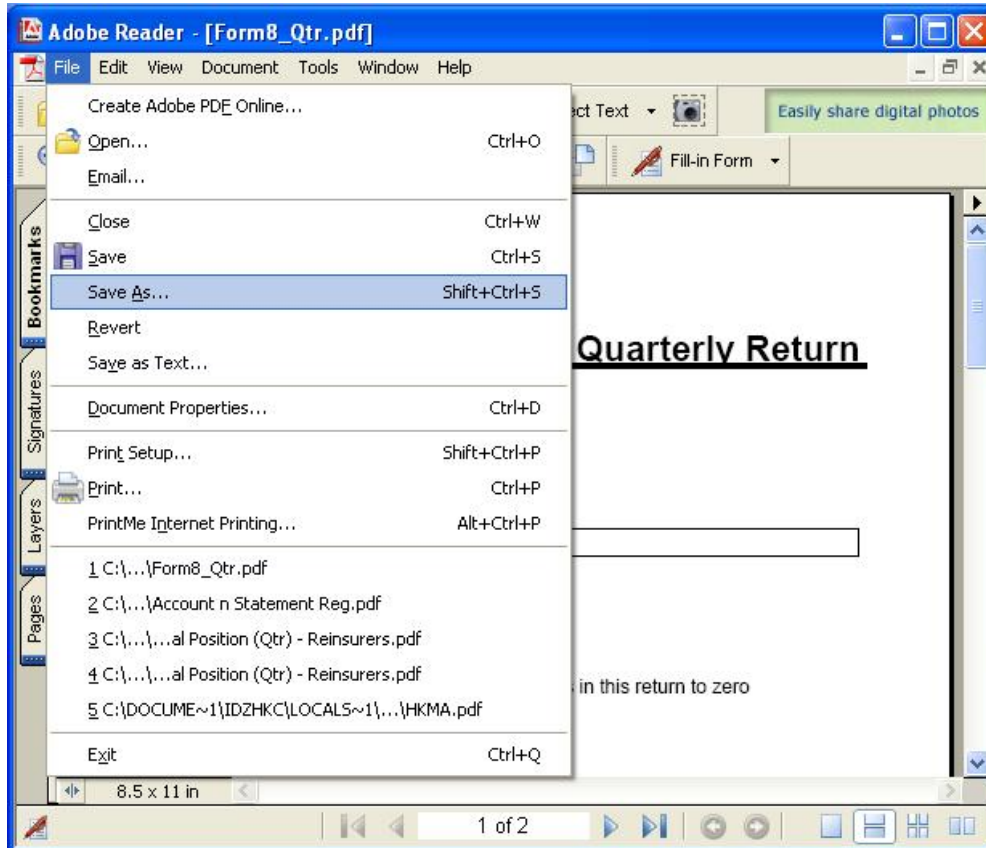 Adobe Reader - [Form8_Qtr.pdf]
File Edit View Document Tools Window Help
Create Adobe PDF Online...
Open... Ctrl+O
Email...
Close Ctrl+W
Save Ctrl+S
Save As... Shift+Ctrl+S
Revert
Save as Text...
Document Properties... Ctrl+D
Print Setup... Shift+Ctrl+P
Print... Ctrl+P
PrintMe Internet Printing... Alt+Ctrl+P
1 C:\...\Form8_Qtr.pdf
2 C:\...\Account n Statement Reg.pdf
3 C:\...\...al Position (Qtr) - Reinsurers.pdf
4 C:\...\...al Position (Qtr) - Reinsurers.pdf
5 C:\DOCUME~1\IDZHKC\LOCALS~1\...\HKMA.pdf
Exit Ctrl+Q
Text
Easily share digital photos
Fill-in Form
Bookmarks
Signatures
Layers
Pages
Quarterly Return
in this return to zero
8.5 x 11 in
1 of 2